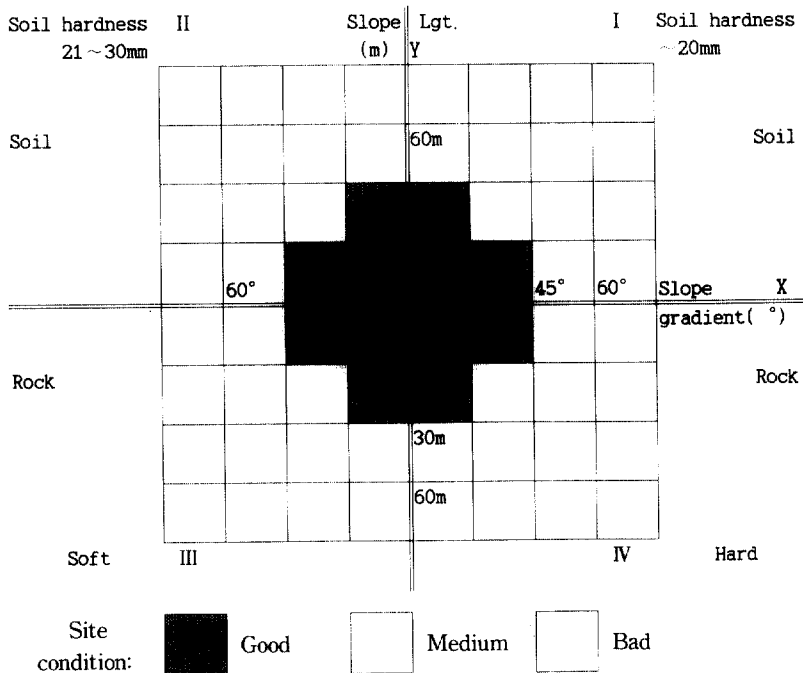 Soil hardness II Slope Lgt. I Soil hardness
21～30mm (m) Y ～20mm
Soil 60m Soil
60° 45° 60° Slope X
gradient( °)
Rock Rock
30m
60m
Soft III IV Hard
Site
condition: Good Medium Bad